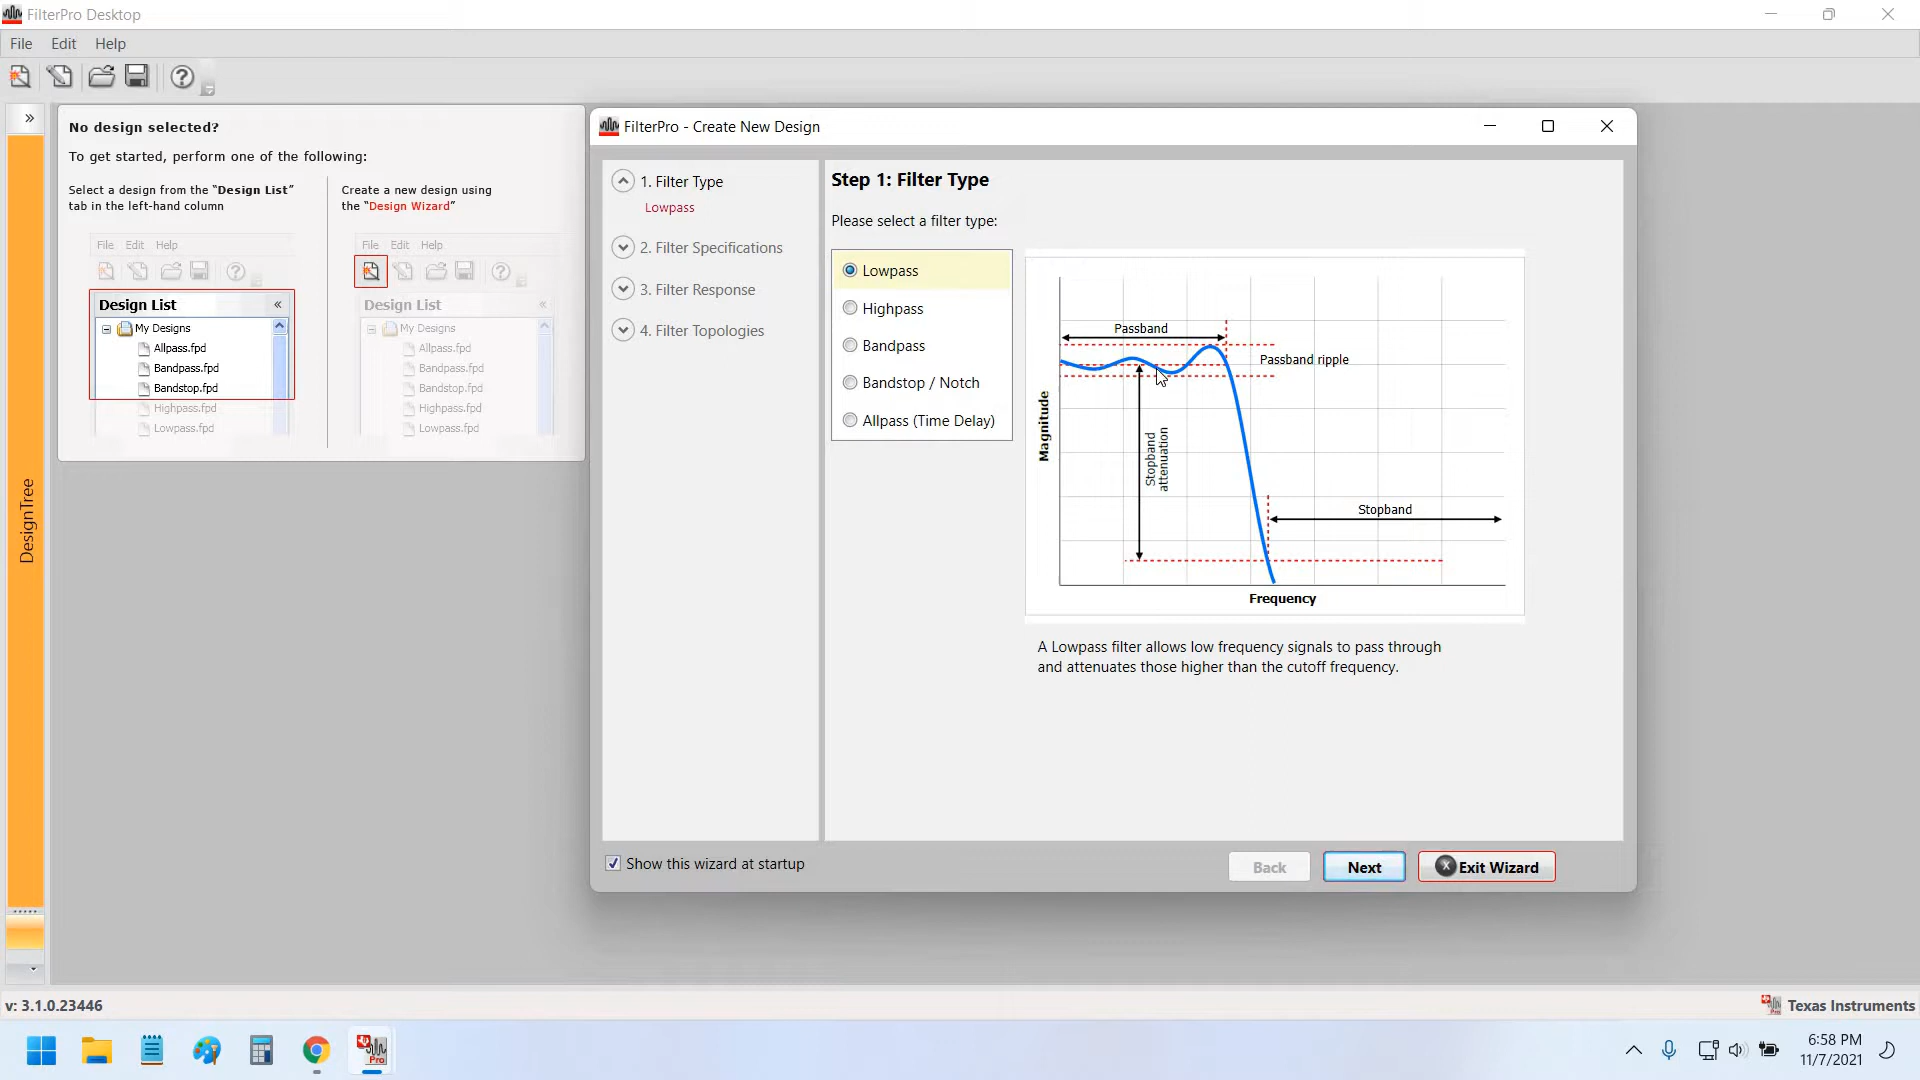 FilterPro Desktop
File Edit Help
No design selected?
To get started, perform one of the following:
Select a design from the "Design List"
tab in the left-hand column
File Edit Help
Design List «
My Designs
Allpass.fpd
Bandpass.fpd
Bandstop.fpd
Highpass.fpd
Lowpass.fpd
Create a new design using
the "Design Wizard"
File Edit Help
Design List «
My Designs
Allpass.fpd
Bandpass.fpd
Bandstop.fpd
Highpass.fpd
Lowpass.fpd
»
DesignTree
FilterPro - Create New Design
1. Filter Type
Lowpass
2. Filter Specifications
3. Filter Response
4. Filter Topologies
Step 1: Filter Type
Please select a filter type:
Lowpass
Highpass
Bandpass
Bandstop / Notch
Allpass (Time Delay)
Passband
Passband ripple
Magnitude
Stopband
attenuation
Stopband
Frequency
A Lowpass filter allows low frequency signals to pass through
and attenuates those higher than the cutoff frequency.
Show this wizard at startup
Back Next Exit Wizard
v: 3.1.0.23446
Texas Instruments
Pro
6:58 PM
11/7/2021